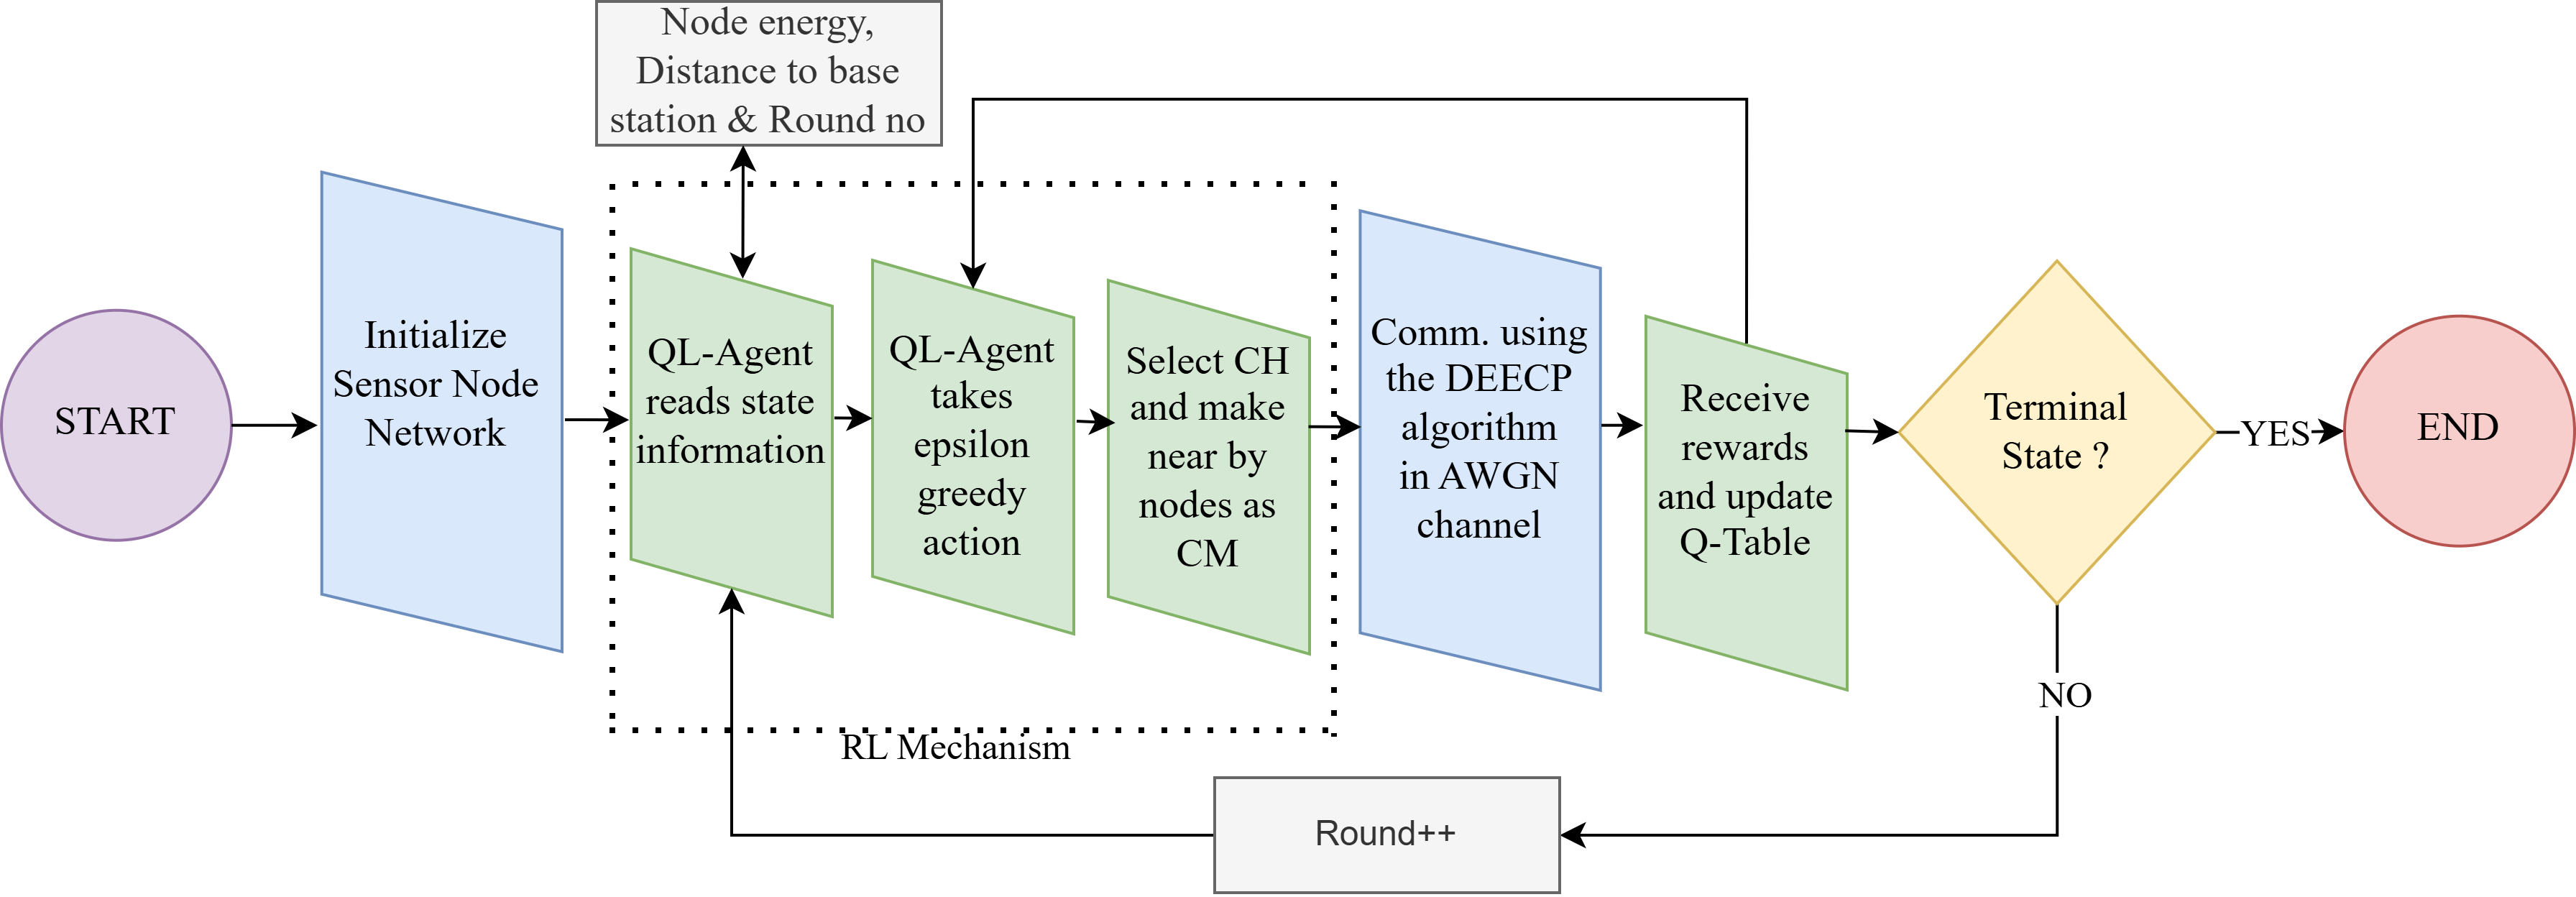 Node energy,
Distance to base
station & Round no
START
Initialize
Sensor Node
Network
QL-Agent
reads state
information
QL-Agent
takes
epsilon
greedy
action
Select CH
and make
near by
nodes as
CM
RL Mechanism
Comm. using
the DEECP
algorithm
in AWGN
channel
Receive
rewards
and update
Q-Table
Terminal
State ?
YES
END
NO
Round++